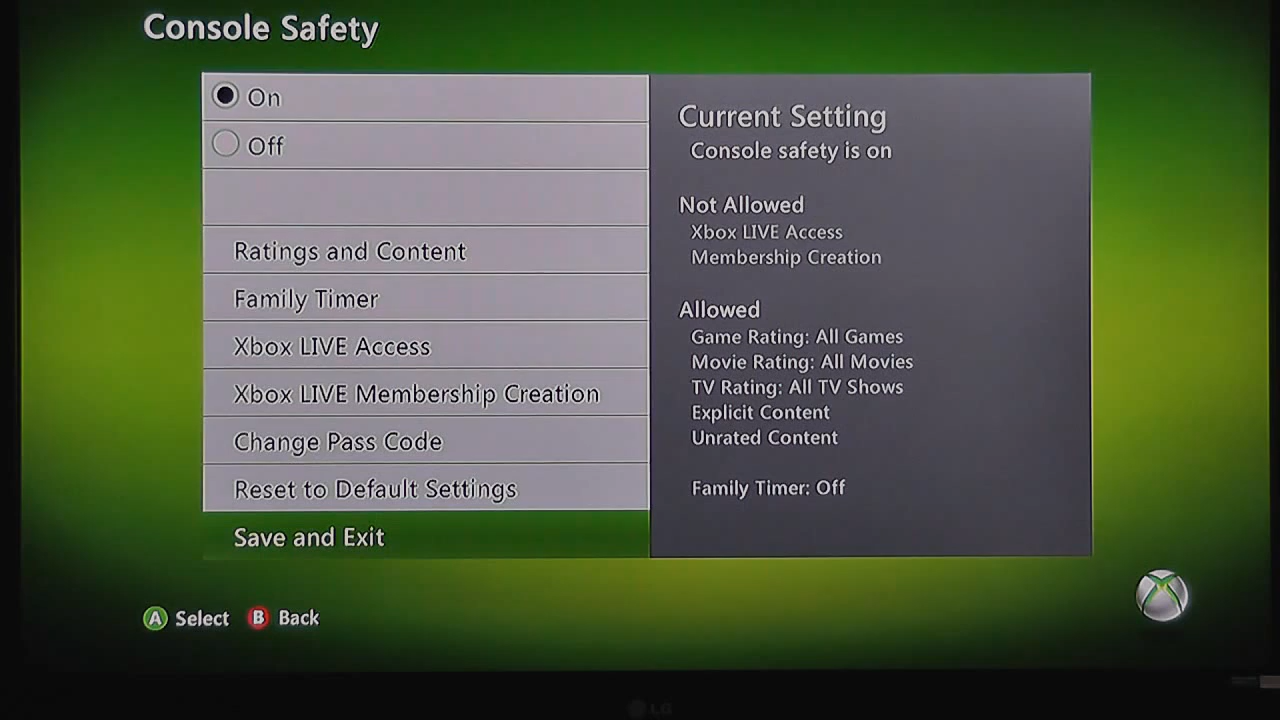 Console Safety
On
Off
Ratings and Content
Family Timer
Xbox LIVE Access
Xbox LIVE Membership Creation
Change Pass Code
Reset to Default Settings
Save and Exit
Current Setting
Console safety is on
Not Allowed
Xbox LIVE Access
Membership Creation
Allowed
Game Rating: All Games
Movie Rating: All Movies
TV Rating: All TV Shows
Explicit Content
Unrated Content
Family Timer: Off
A Select B Back
LG